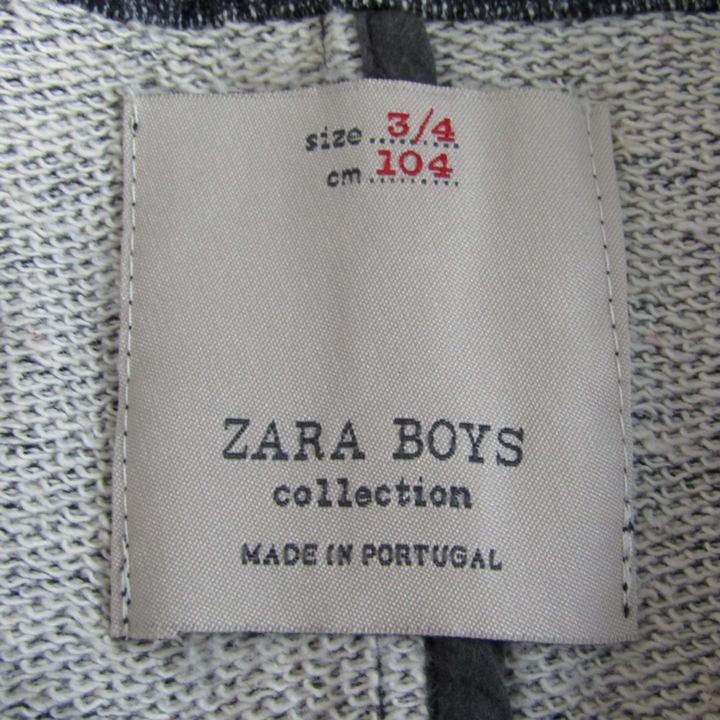 size 3/4
cm 104
ZARA BOYS
collection
MADE IN PORTUGAL